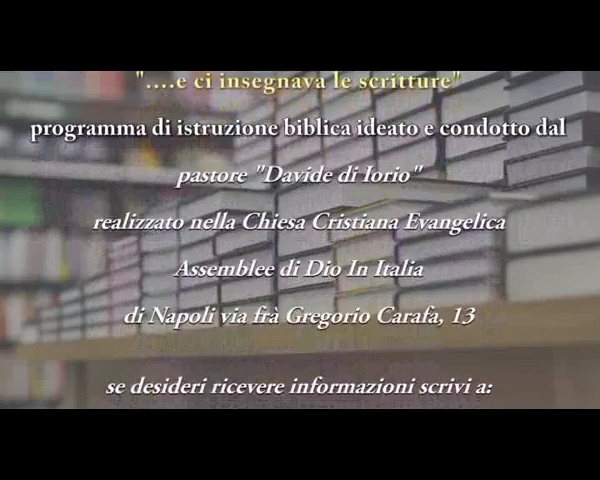 "....e ci insegnava le scritture"
programma di istruzione biblica ideato e condotto dal
pastore "Davide di Iorio"
realizzato nella Chiesa Cristiana Evangelica
Assemblee di Dio In Italia
di Napoli via frà Gregorio Carafa, 13
se desideri ricevere informazioni scrivi a: